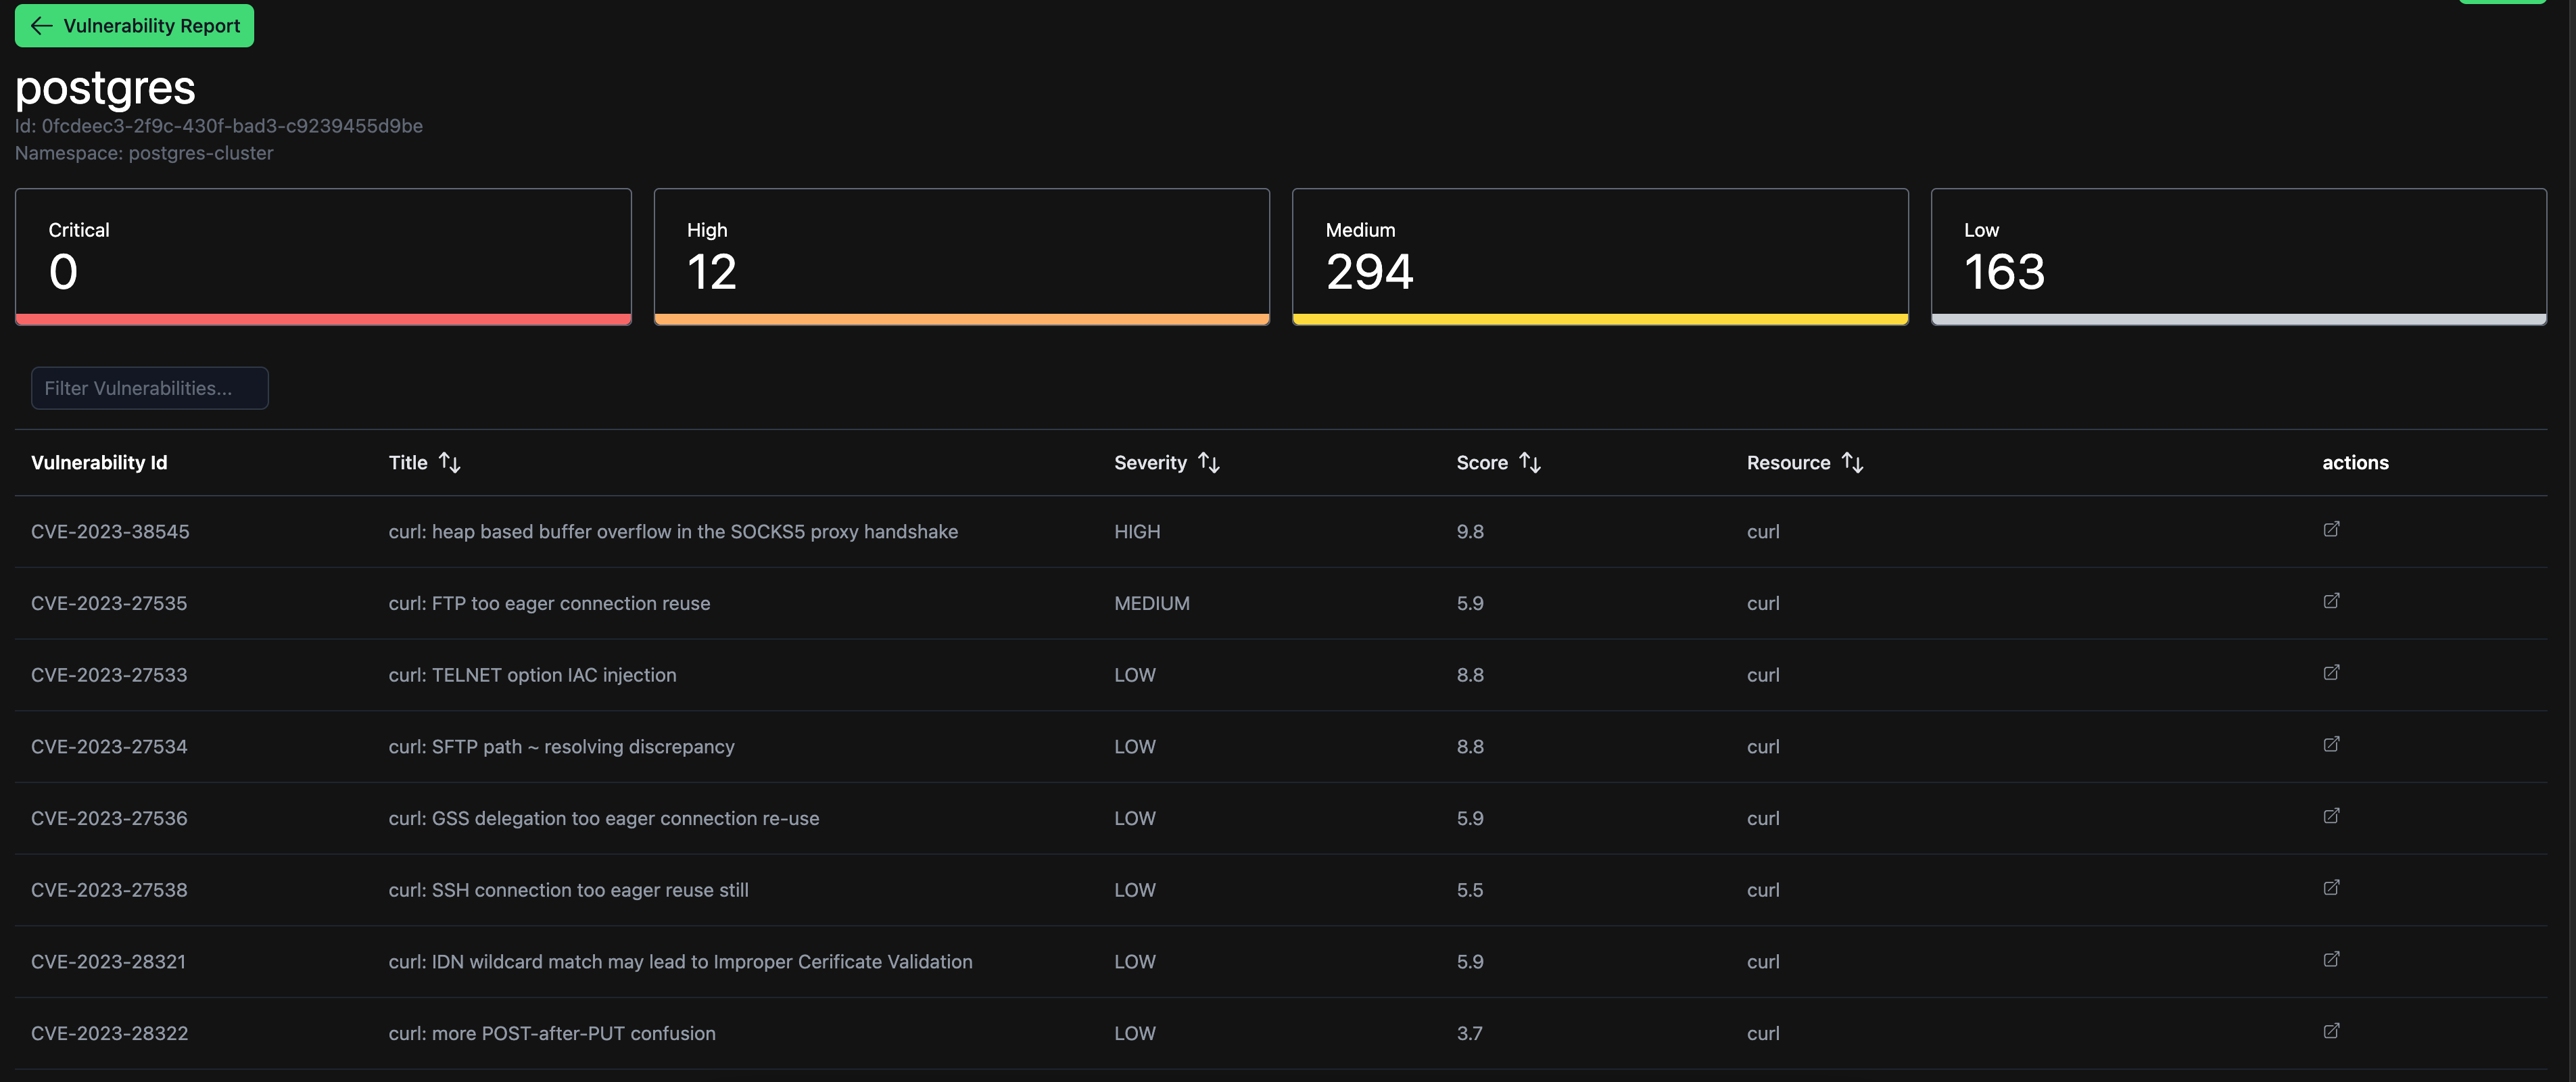 Vulnerability Report
postgres
Id: 0fcdeec3-2f9c-430f-bad3-c9239455d9be
Namespace: postgres-cluster
Critical
0
High
12
Medium
294
Low
163
Filter Vulnerabilities...
Vulnerability Id Title Severity Score Resource actions
CVE-2023-38545 curl: heap based buffer overflow in the SOCKS5 proxy handshake HIGH 9.8 curl
CVE-2023-27535 curl: FTP too eager connection reuse MEDIUM 5.9 curl
CVE-2023-27533 curl: TELNET option IAC injection LOW 8.8 curl
CVE-2023-27534 curl: SFTP path ~ resolving discrepancy LOW 8.8 curl
CVE-2023-27536 curl: GSS delegation too eager connection re-use LOW 5.9 curl
CVE-2023-27538 curl: SSH connection too eager reuse still LOW 5.5 curl
CVE-2023-28321 curl: IDN wildcard match may lead to Improper Cerificate Validation LOW 5.9 curl
CVE-2023-28322 curl: more POST-after-PUT confusion LOW 3.7 curl